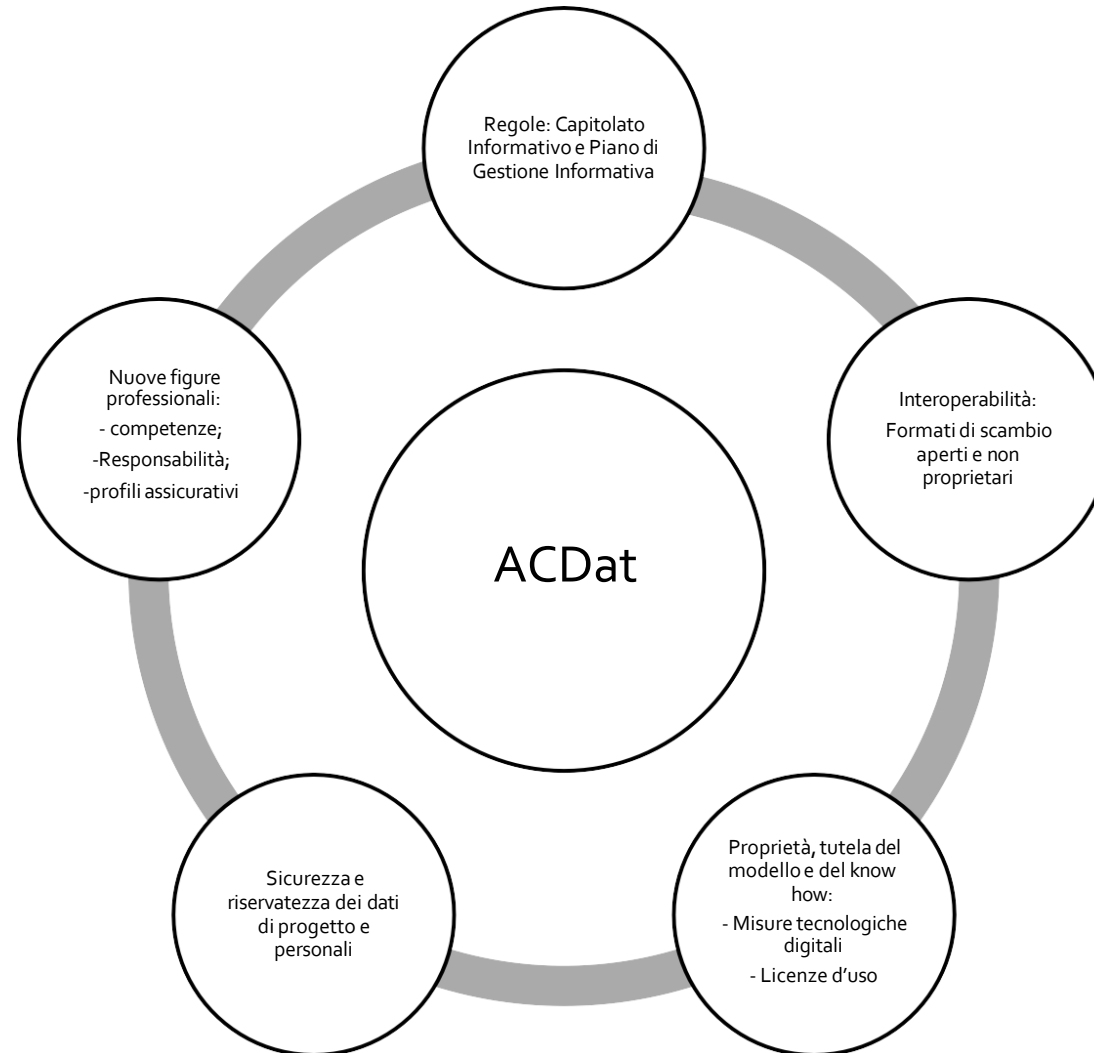 Regole: Capitolato
Informativo e Piano di
Gestione Informativa
Nuove figure
professionali:
- competenze;
-Responsabilità;
-profili assicurativi
Interoperabilità:
Formati di scambio
aperti e non
proprietari
ACDat
Sicurezza e
riservatezza dei dati
di progetto e
personali
Proprietà, tutela del
modello e del know
how:
- Misure tecnologiche
digitali
- Licenze d'uso